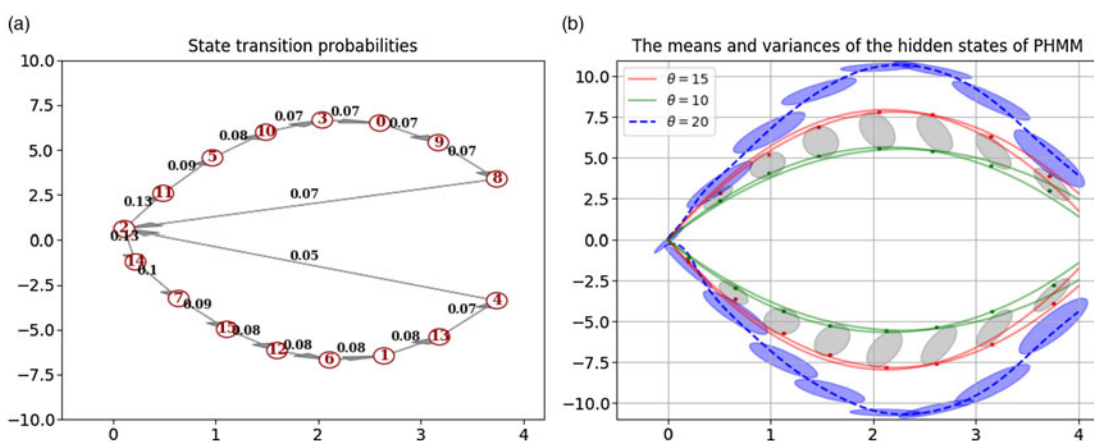 (a)
State transition probabilities
10.0
7.5
5.0
2.5
0.0
−2.5
−5.0
−7.5
−10.0
0
1
2
3
4
0.07 0.07
3 0 0.07
0.08 10 9
0.09 5 0.07
8
0.13 11 0.07
2
0.13
14 0.05
0.1
7 4
0.09 0.07
15 0.08 0.08 13
12 0.08 6 0.08 1
(b)
The means and variances of the hidden states of PHMM
θ = 15
θ = 10
θ = 20
10.0
7.5
5.0
2.5
0.0
−2.5
−5.0
−7.5
−10.0
0
1
2
3
4